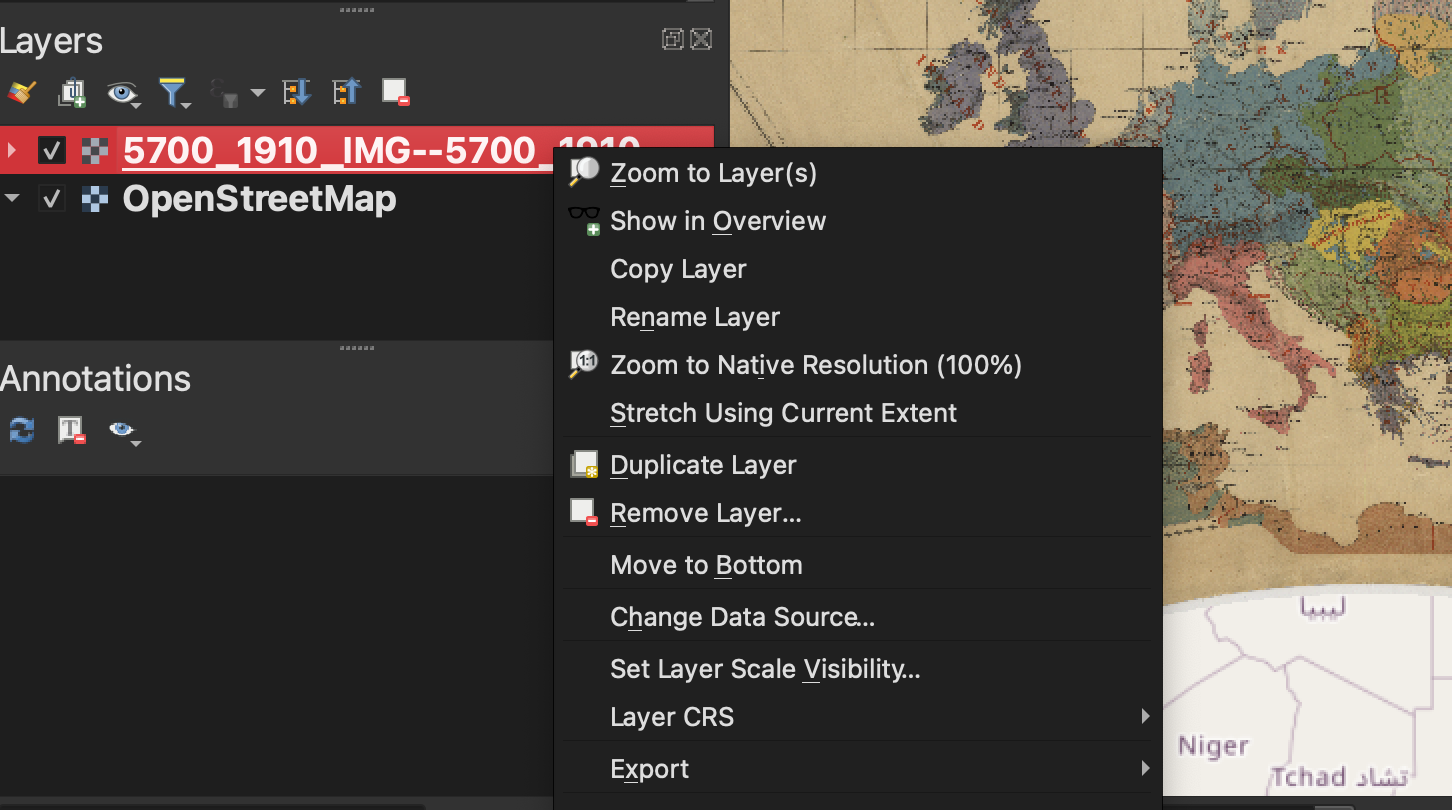 Layers
5700_1910_IMG--5700_1910
OpenStreetMap
Annotations
Zoom to Layer(s)
Show in Overview
Copy Layer
Rename Layer
1:1
Zoom to Native Resolution (100%)
Stretch Using Current Extent
Duplicate Layer
Remove Layer...
Move to Bottom
Change Data Source...
Set Layer Scale Visibility...
Layer CRS
Export
ليبيا
Niger
Tchad تشاد